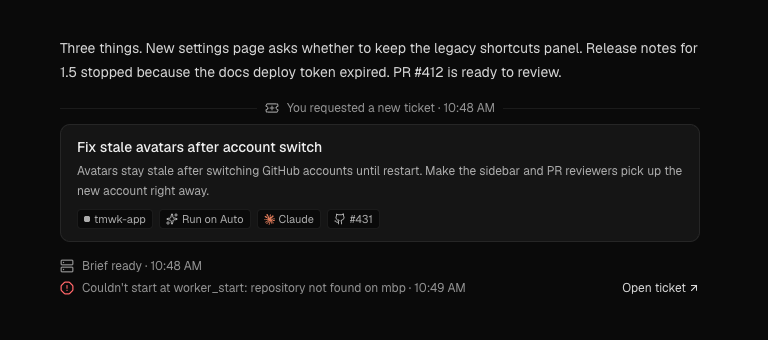 Three things. New settings page asks whether to keep the legacy shortcuts panel. Release notes for
1.5 stopped because the docs deploy token expired. PR #412 is ready to review.
You requested a new ticket · 10:48 AM
Fix stale avatars after account switch
Avatars stay stale after switching GitHub accounts until restart. Make the sidebar and PR reviewers pick up the
new account right away.
tmwk-app Run on Auto Claude #431
Brief ready · 10:48 AM
Couldn't start at worker_start: repository not found on mbp · 10:49 AM Open ticket ↗